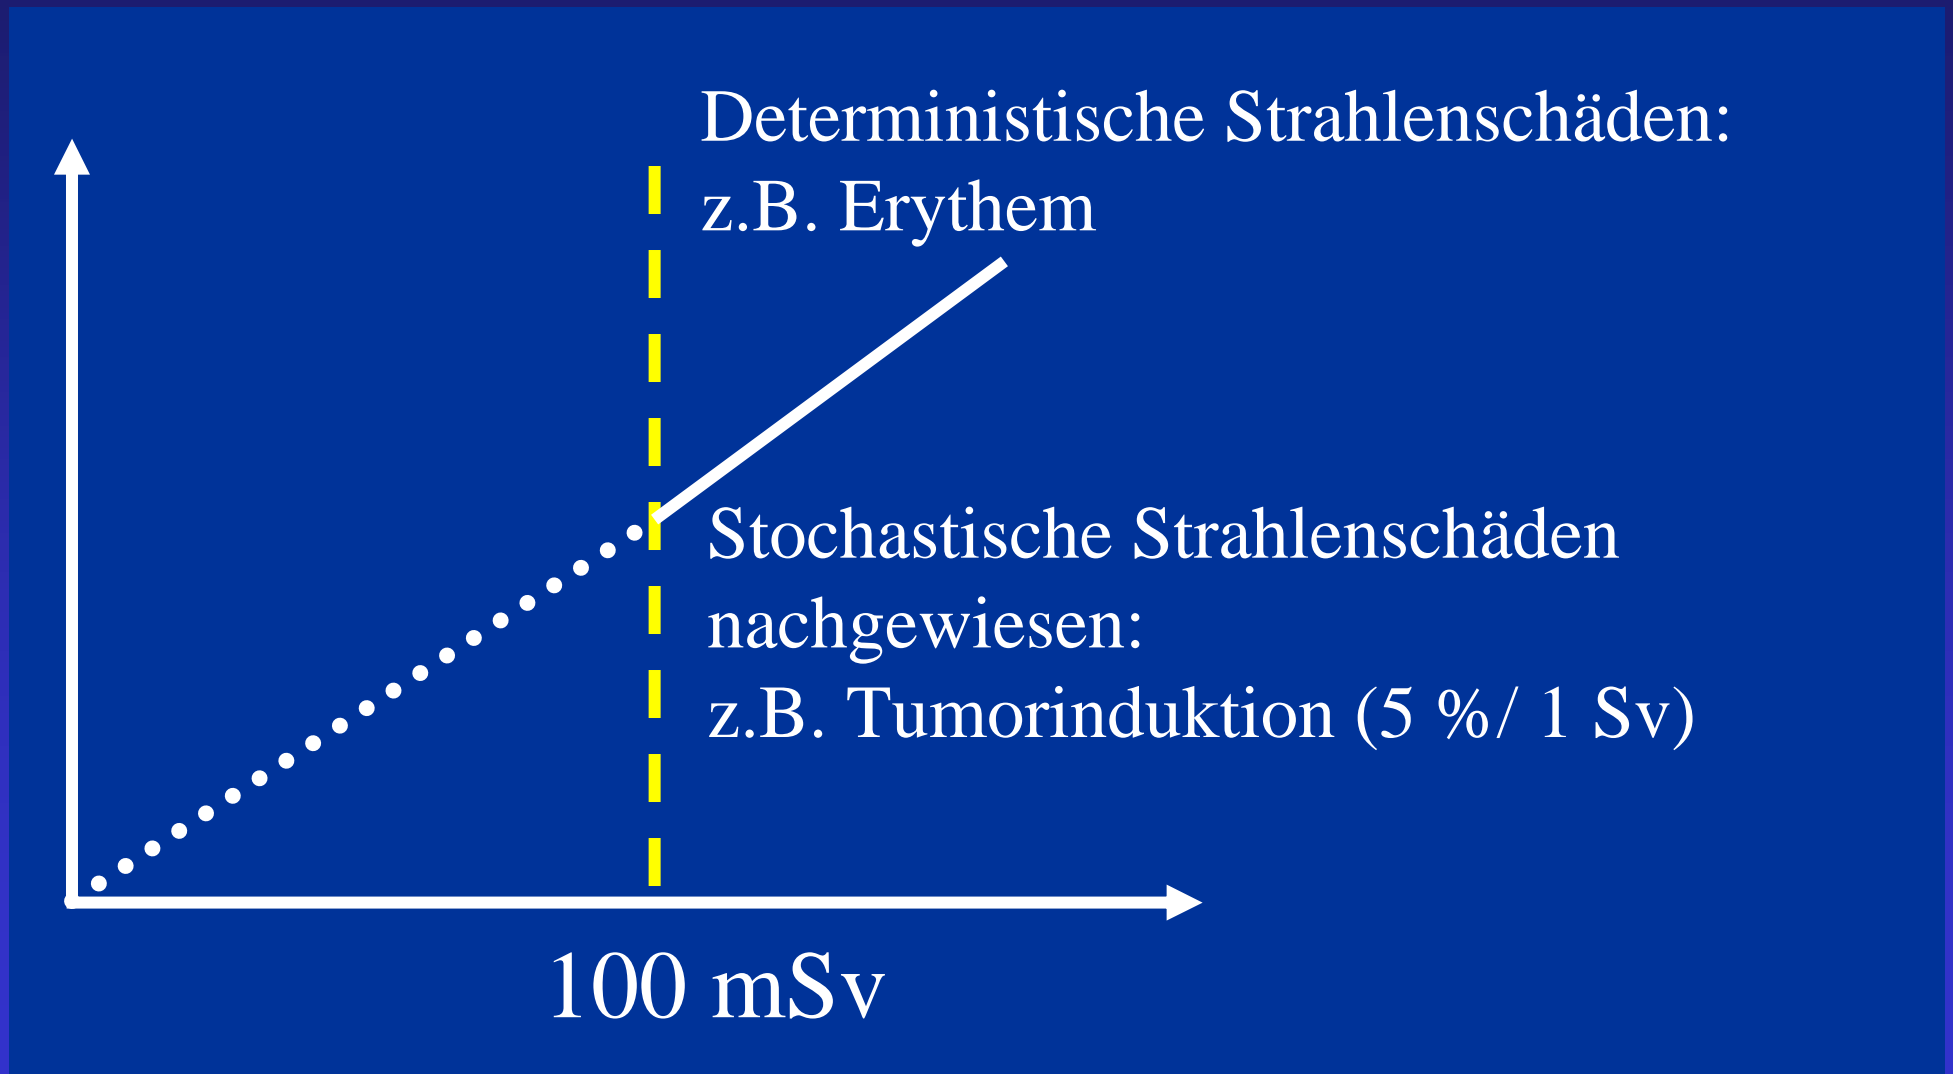 Deterministische Strahlenschäden:
z.B. Erythem
Stochastische Strahlenschäden
nachgewiesen:
z.B. Tumorinduktion (5 %/ 1 Sv)
100 mSv